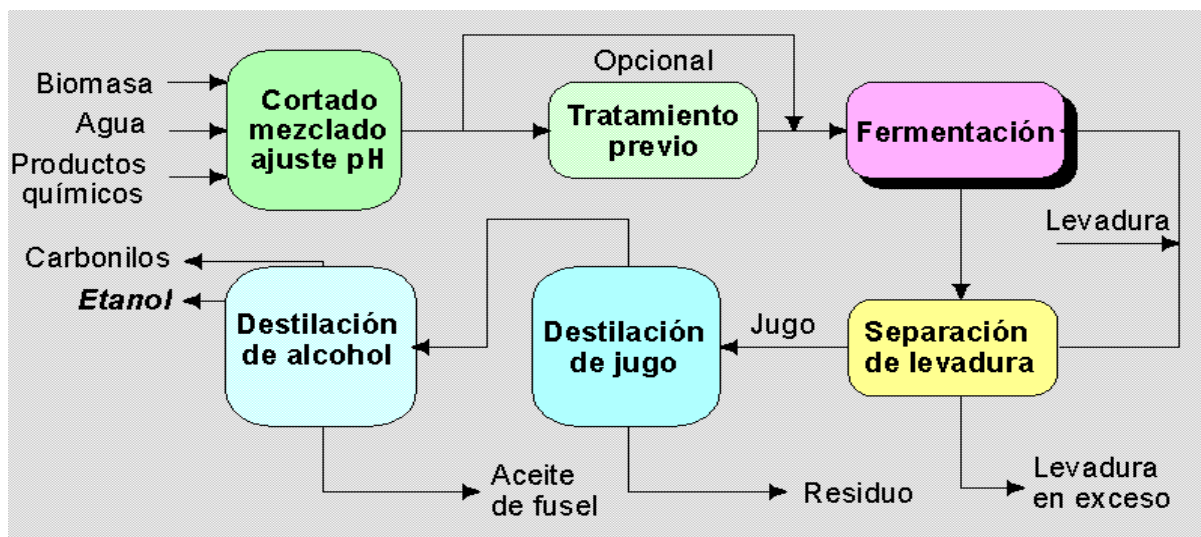 Opcional
Biomasa
Agua
Productos
químicos
Cortado
mezclado
ajuste pH
Tratamiento
previo
Fermentación
Levadura
Carbonilos
Etanol
Destilación
de alcohol
Destilación
de jugo
Jugo
Separación
de levadura
Aceite
de fusel
Residuo
Levadura
en exceso